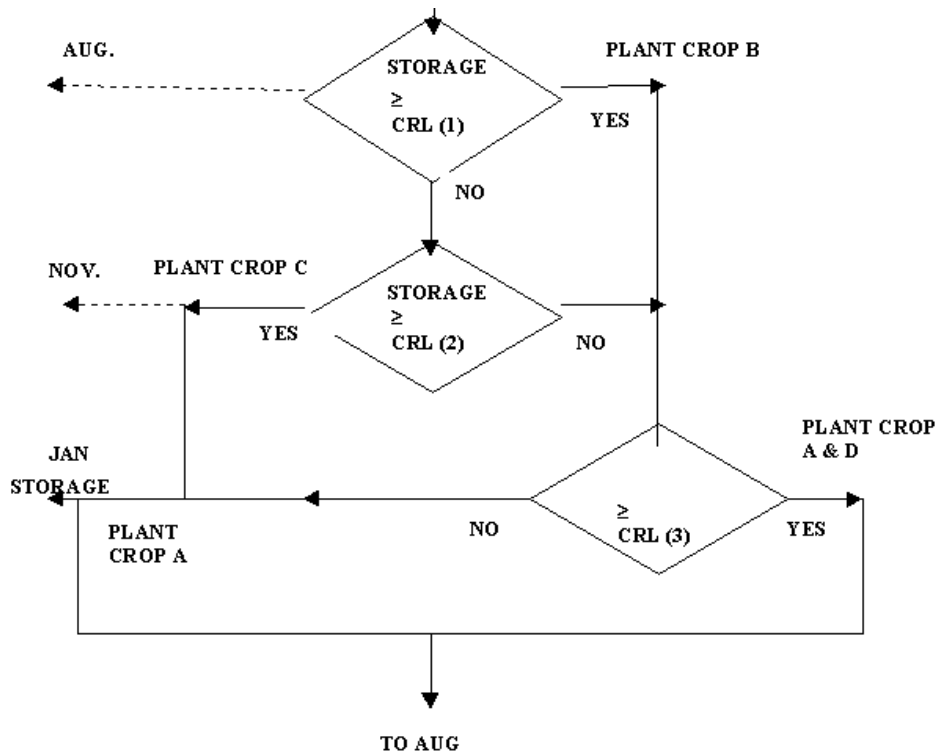 AUG.
STORAGE
≥
CRL (1)
PLANT CROP B
YES
NO
NOV.
PLANT CROP C
YES
STORAGE
≥
CRL (2)
NO
JAN
STORAGE
PLANT
CROP A
NO
≥
CRL (3)
YES
PLANT CROP
A & D
TO AUG